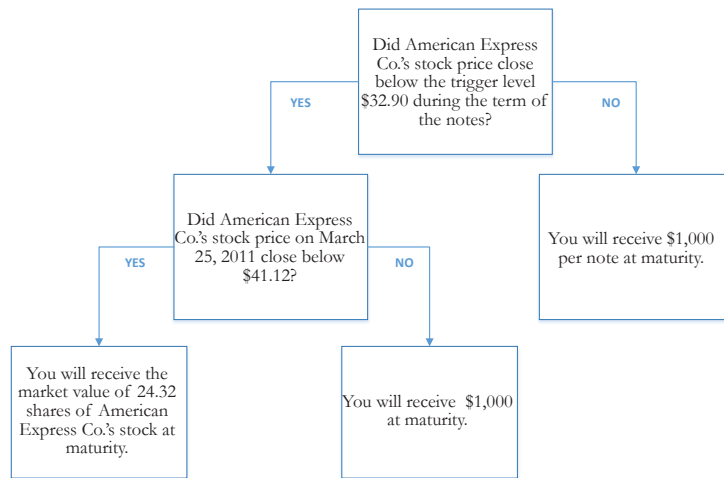 Did American Express
Co.'s stock price close
below the trigger level
$32.90 during the term of
the notes?
YES
NO
Did American Express
Co.'s stock price on March
25, 2011 close below
$41.12?
You will receive $1,000
per note at maturity.
YES
NO
You will receive the
market value of 24.32
shares of American
Express Co.'s stock at
maturity.
You will receive $1,000
at maturity.